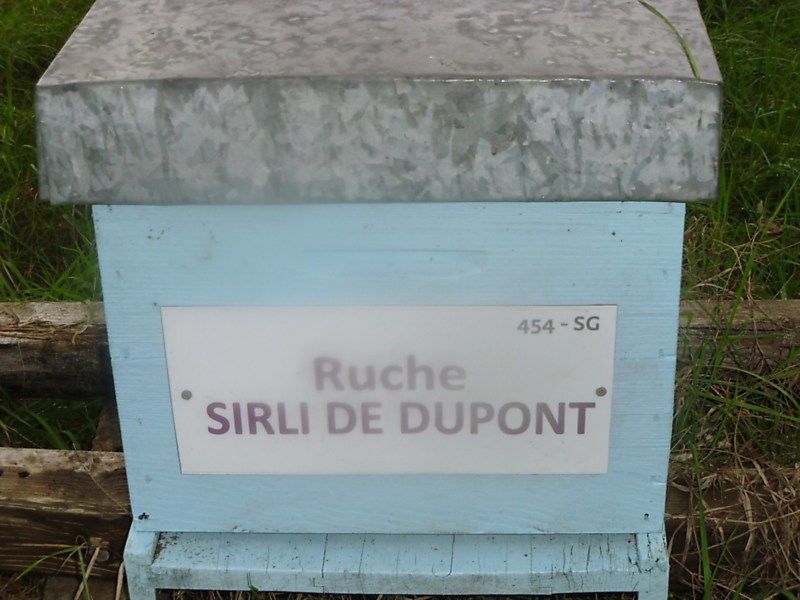 454 - SG
Ruche
SIRLI DE DUPONT